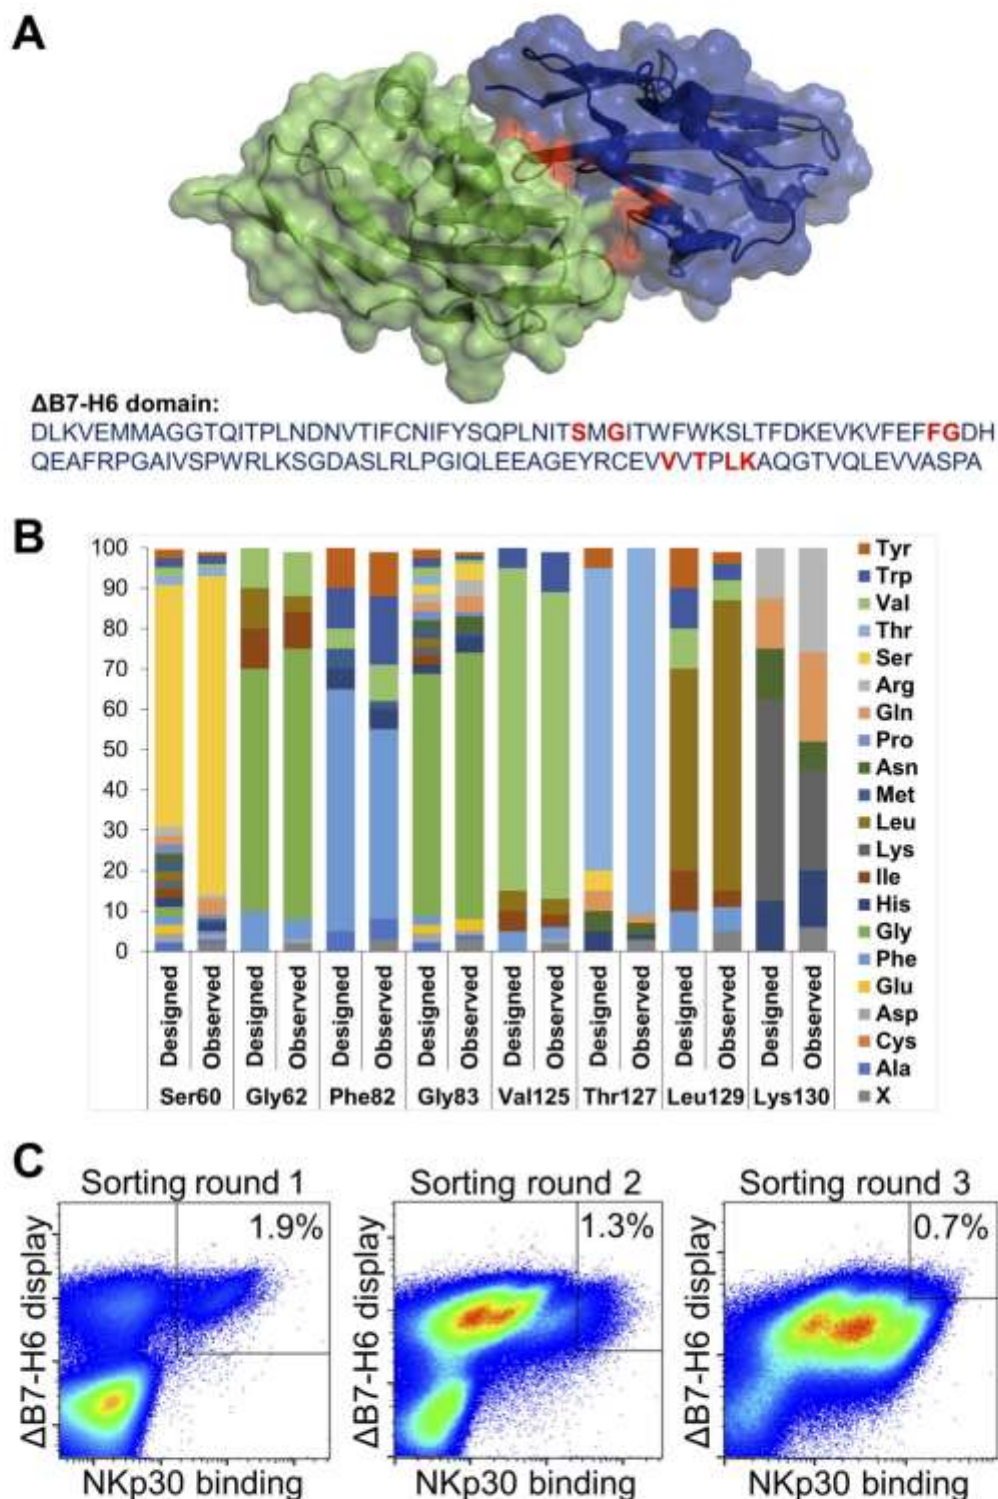 A
ΔB7-H6 domain:
DLKVEMMAGGTQITPLNDNVTIFCNIFYSQPLNITSMGITWFWKSLTFDKEVKVFEFFGDH
QEAFRPGAIVSPWRLKSGDASLRLPGIQLEEAGEYRCEVVVTPLKAQGTVQLEVVASPA
B
100
90
80
70
60
50
40
30
20
10
0
Designed
Observed
Designed
Observed
Designed
Observed
Designed
Observed
Designed
Observed
Designed
Observed
Designed
Observed
Designed
Observed
Ser60 Gly62 Phe82 Gly83 Val125 Thr127 Leu129 Lys130
Tyr
Trp
Val
Thr
Ser
Arg
Gln
Pro
Asn
Met
Leu
Lys
Ile
His
Gly
Phe
Glu
Asp
Cys
Ala
X
C
Sorting round 1
1.9%
ΔB7-H6 display
NKp30 binding
Sorting round 2
1.3%
ΔB7-H6 display
NKp30 binding
Sorting round 3
0.7%
ΔB7-H6 display
NKp30 binding